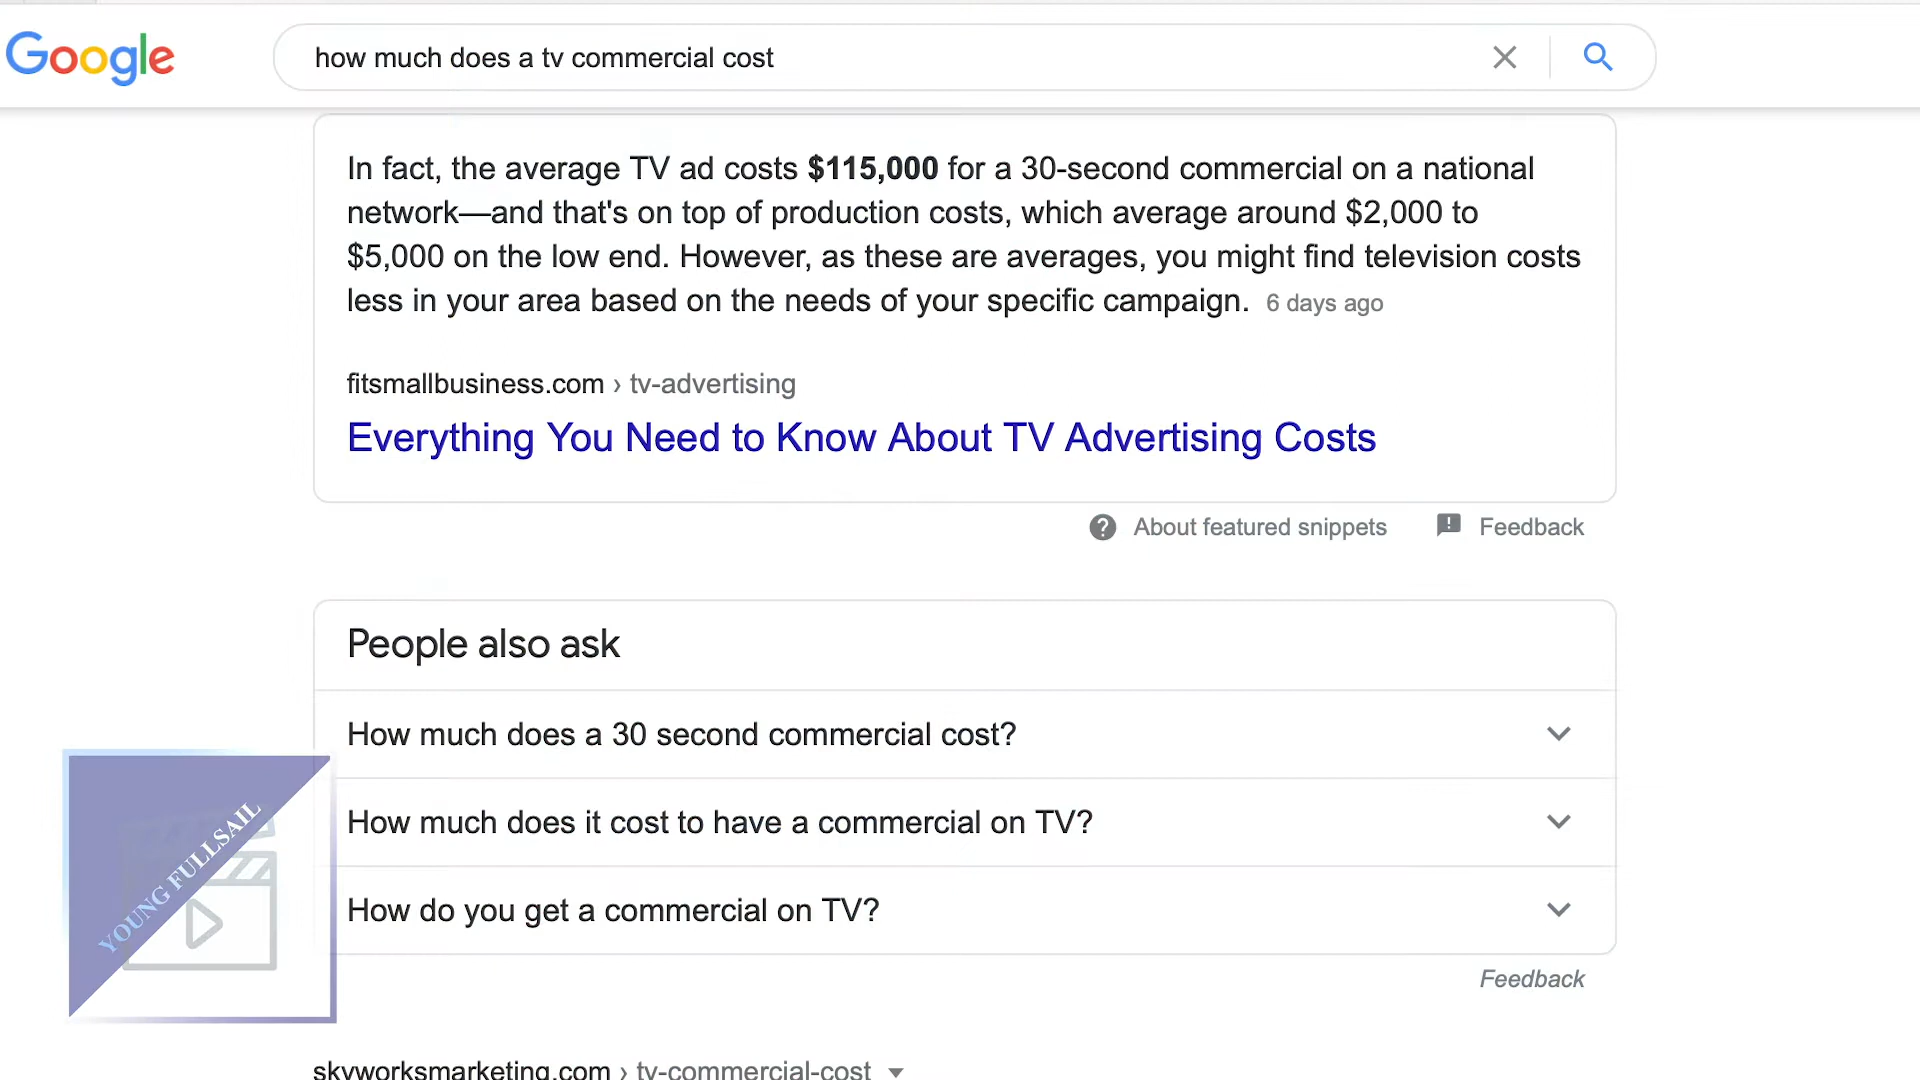 Google
how much does a tv commercial cost
In fact, the average TV ad costs $115,000 for a 30-second commercial on a national
network—and that's on top of production costs, which average around $2,000 to
$5,000 on the low end. However, as these are averages, you might find television costs
less in your area based on the needs of your specific campaign. 6 days ago
fitsmallbusiness.com › tv-advertising
Everything You Need to Know About TV Advertising Costs
About featured snippets
Feedback
People also ask
How much does a 30 second commercial cost?
How much does it cost to have a commercial on TV?
How do you get a commercial on TV?
Feedback
YOUNG FULLSAIL
skyworksmarketing.com › tv-commercial-cost